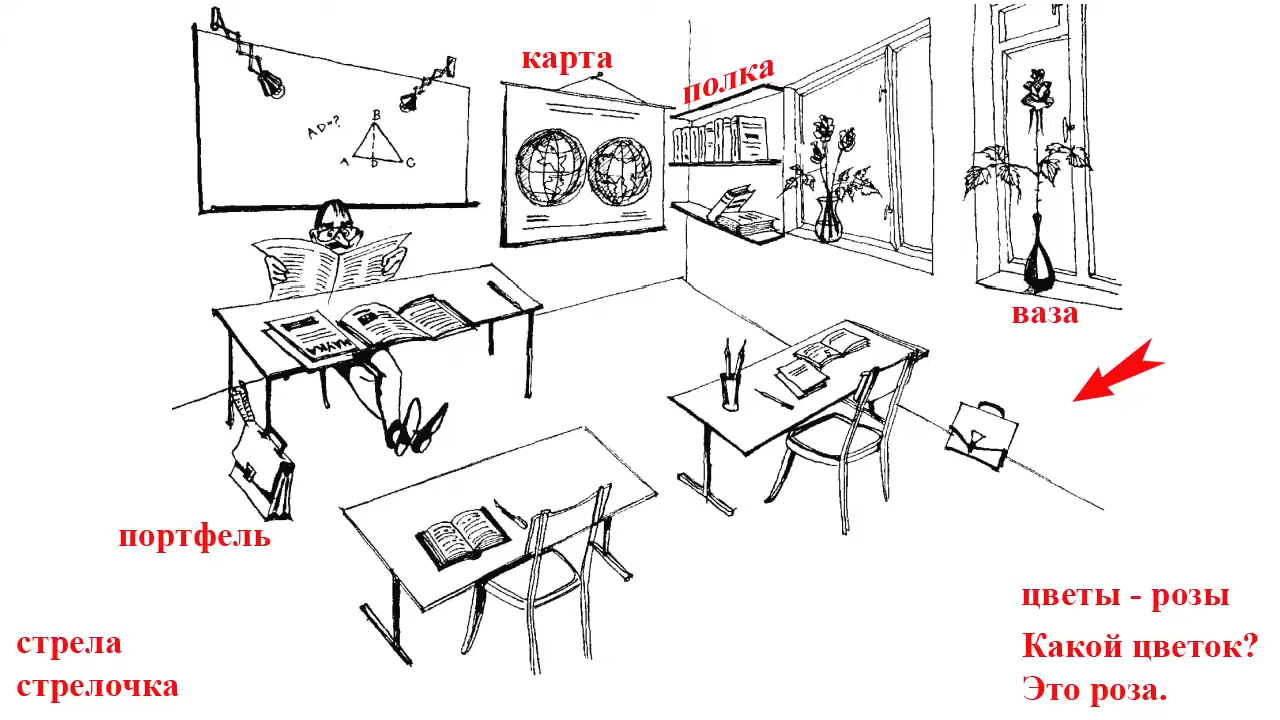 карта
полка
AD=?
B
A
D
C
НАУКА
ваза
портфель
цветы - розы
стрела
стрелочка
Какой цветок?
Это роза.